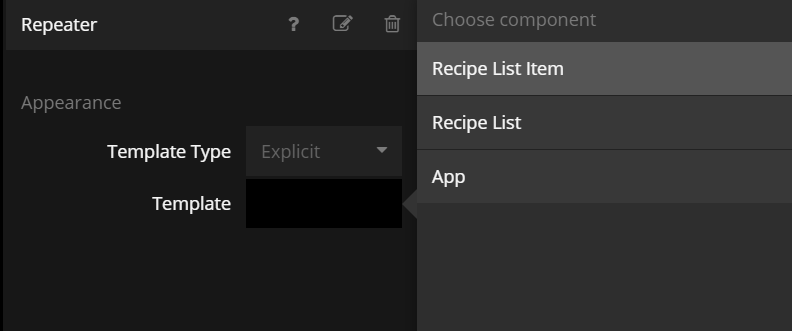 Repeater ?
Appearance
Template Type Explicit
Template
Choose component
Recipe List Item
Recipe List
App